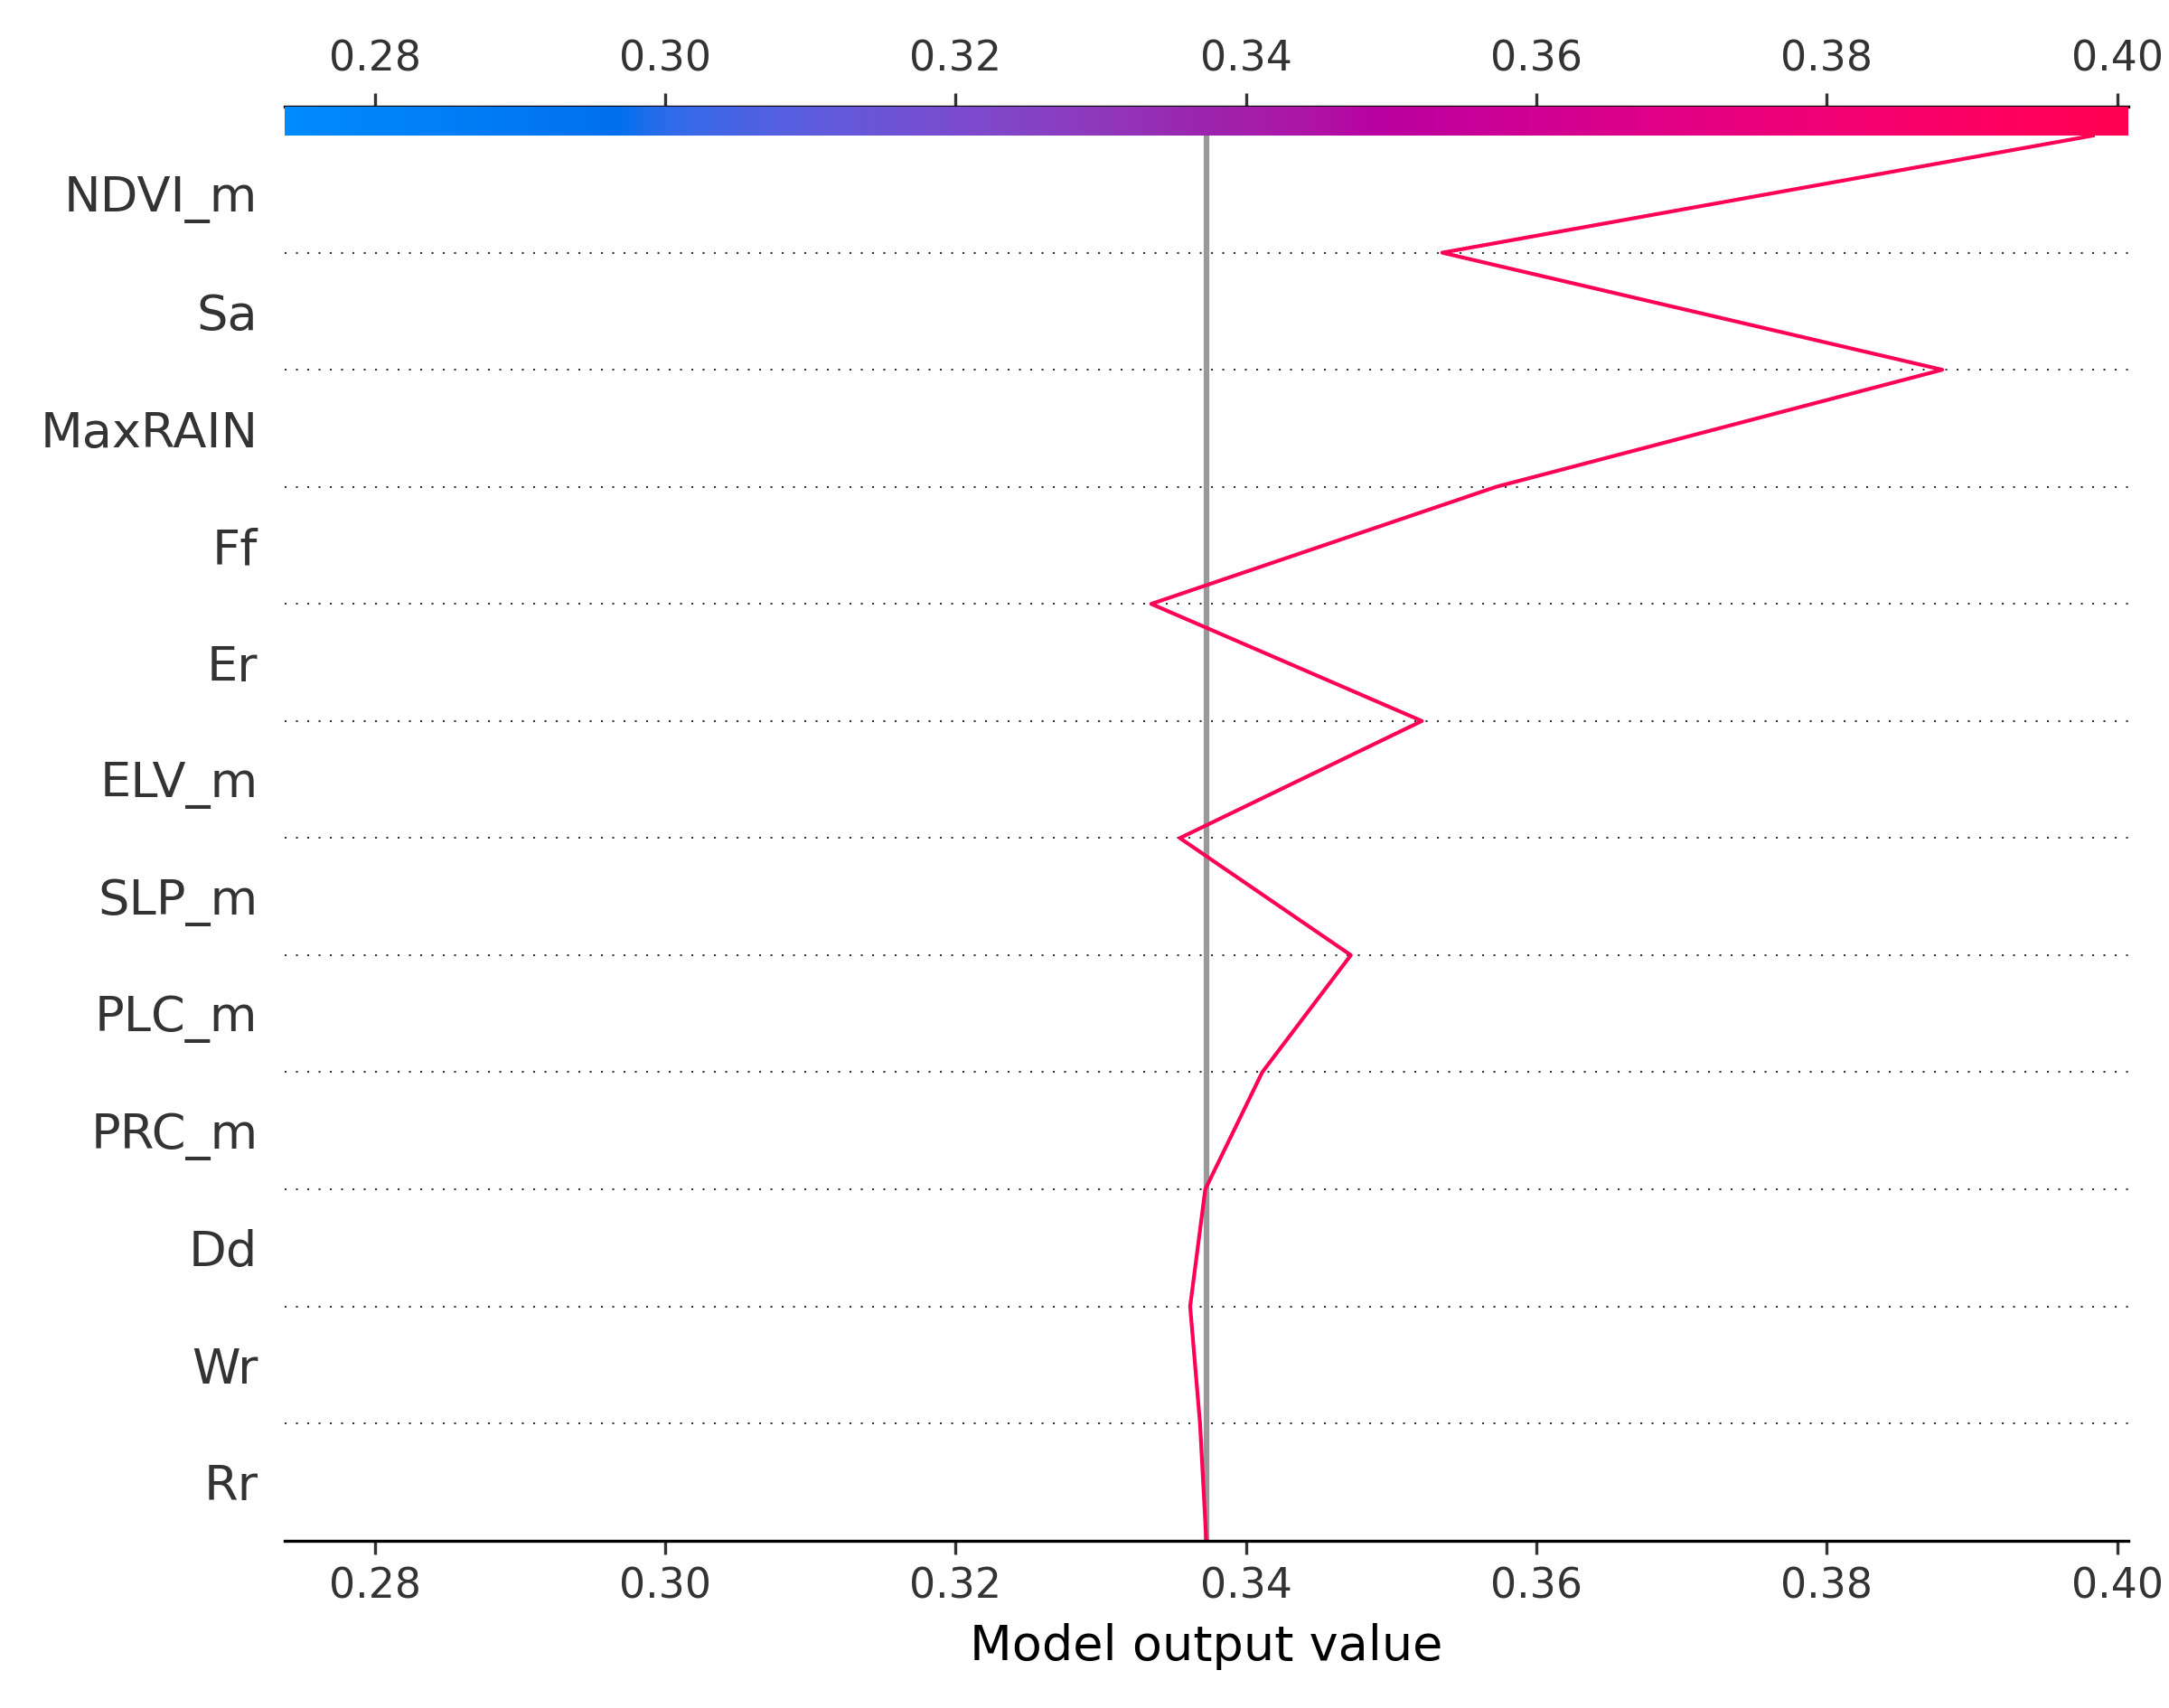 0.28 0.30 0.32 0.34 0.36 0.38 0.40
NDVI_m
Sa
MaxRAIN
Ff
Er
ELV_m
SLP_m
PLC_m
PRC_m
Dd
Wr
Rr
0.28 0.30 0.32 0.34 0.36 0.38 0.40
Model output value